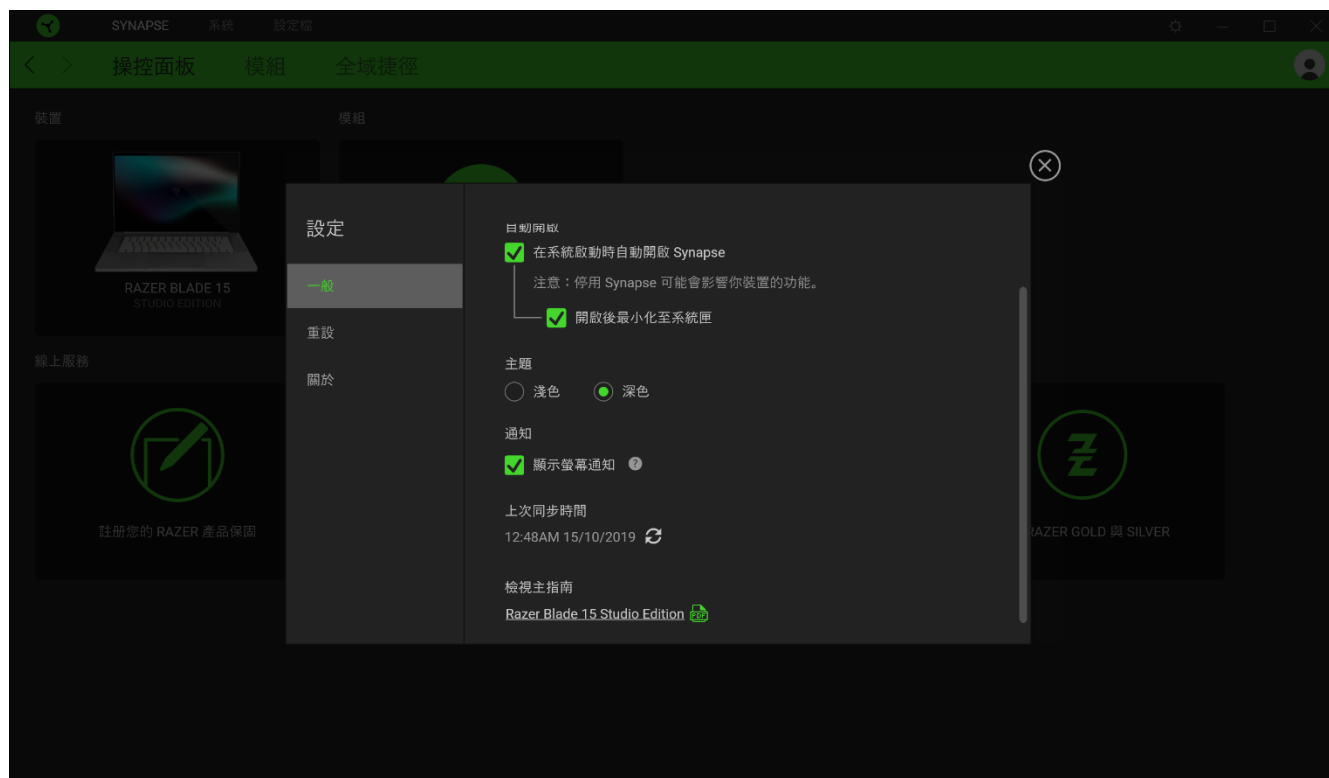 SYNAPSE 系統 設定檔
操控面板 模組 全域捷徑
裝置 模組
RAZER BLADE 15
STUDIO EDITION
線上服務
註册您的 RAZER 產品保固
RAZER GOLD 與 SILVER
設定
一般
重設
關於
自動開啟
在系統啟動時自動開啟 Synapse
注意：停用 Synapse 可能會影響你裝置的功能。
開啟後最小化至系統匣
主題
淺色 深色
通知
顯示螢幕通知 ?
上次同步時間
12:48AM 15/10/2019
檢視主指南
Razer Blade 15 Studio Edition PDF